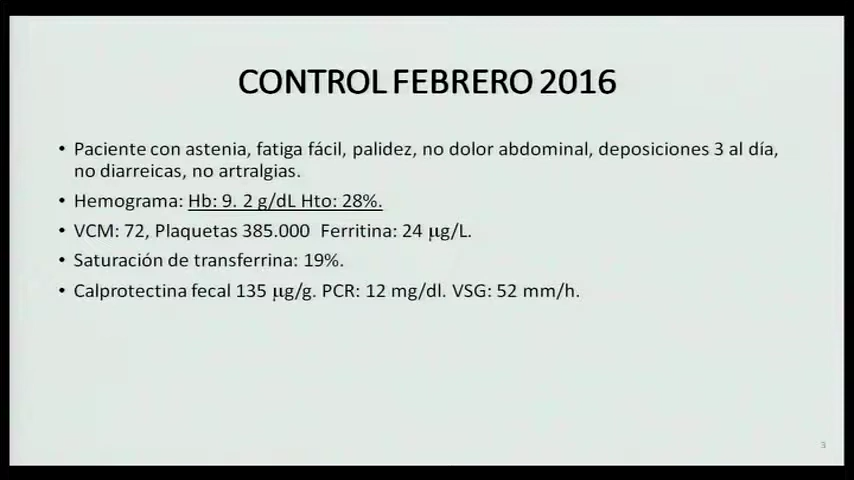 CONTROL FEBRERO 2016
• Paciente con astenia, fatiga fácil, palidez, no dolor abdominal, deposiciones 3 al día,
no diarreicas, no artralgias.
• Hemograma: Hb: 9. 2 g/dL Hto: 28%.
• VCM: 72, Plaquetas 385.000 Ferritina: 24 μg/L.
• Saturación de transferrina: 19%.
• Calprotectina fecal 135 μg/g. PCR: 12 mg/dl. VSG: 52 mm/h.
3